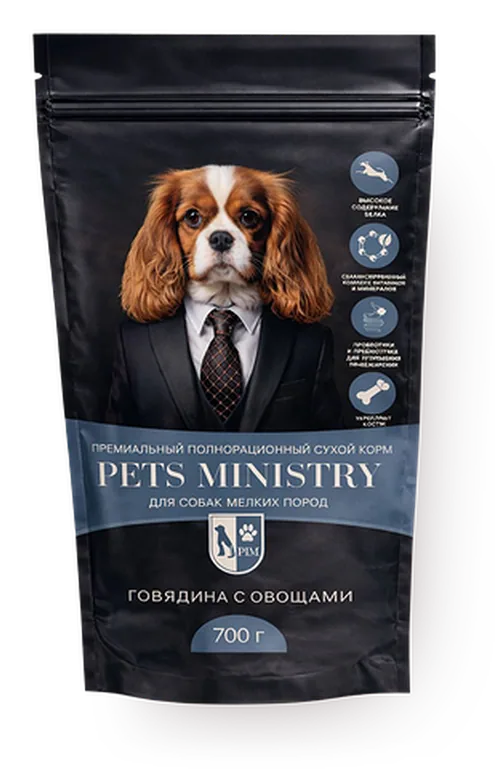 ВЫСОКОЕ
СОДЕРЖАНИЕ
БЕЛКА
СБАЛАНСИРОВАННЫЙ
КОМПЛЕКС ВИТАМИНОВ
И МИНЕРАЛОВ
ПРОБИОТИКИ
И ПРЕБИОТИКИ
ДЛЯ УЛУЧШЕНИЯ
ПИЩЕВАРЕНИЯ
УКРЕПЛЯЕТ
КОСТИ
ПРЕМИАЛЬНЫЙ ПОЛНОРАЦИОННЫЙ СУХОЙ КОРМ
PETS MINISTRY
ДЛЯ СОБАК МЕЛКИХ ПОРОД
PIM
ГОВЯДИНА С ОВОЩАМИ
700 г